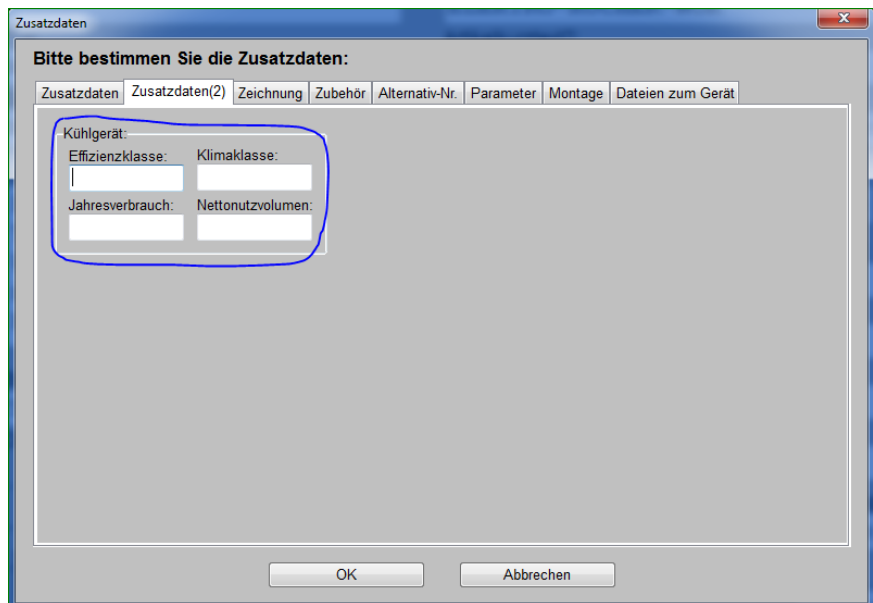 Zusatzdaten
Bitte bestimmen Sie die Zusatzdaten:
Zusatzdaten Zusatzdaten(2) Zeichnung Zubehör Alternativ-Nr. Parameter Montage Dateien zum Gerät
Kühlgerät:
Effizienzklasse: Klimaklasse:
Jahresverbrauch: Nettonutzvolumen:
OK Abbrechen